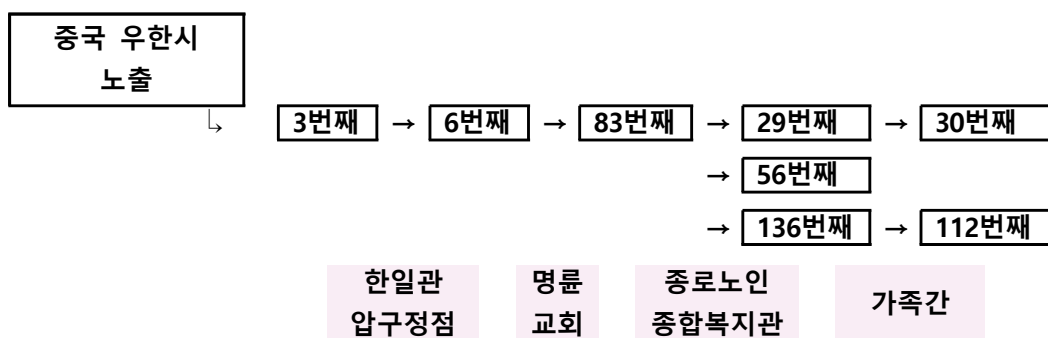 중국 우한시
노출
↳ 3번째 → 6번째 → 83번째 → 29번째 → 30번째
→ 56번째
→ 136번째 → 112번째
한일관
압구정점
명륜
교회
종로노인
종합복지관
가족간